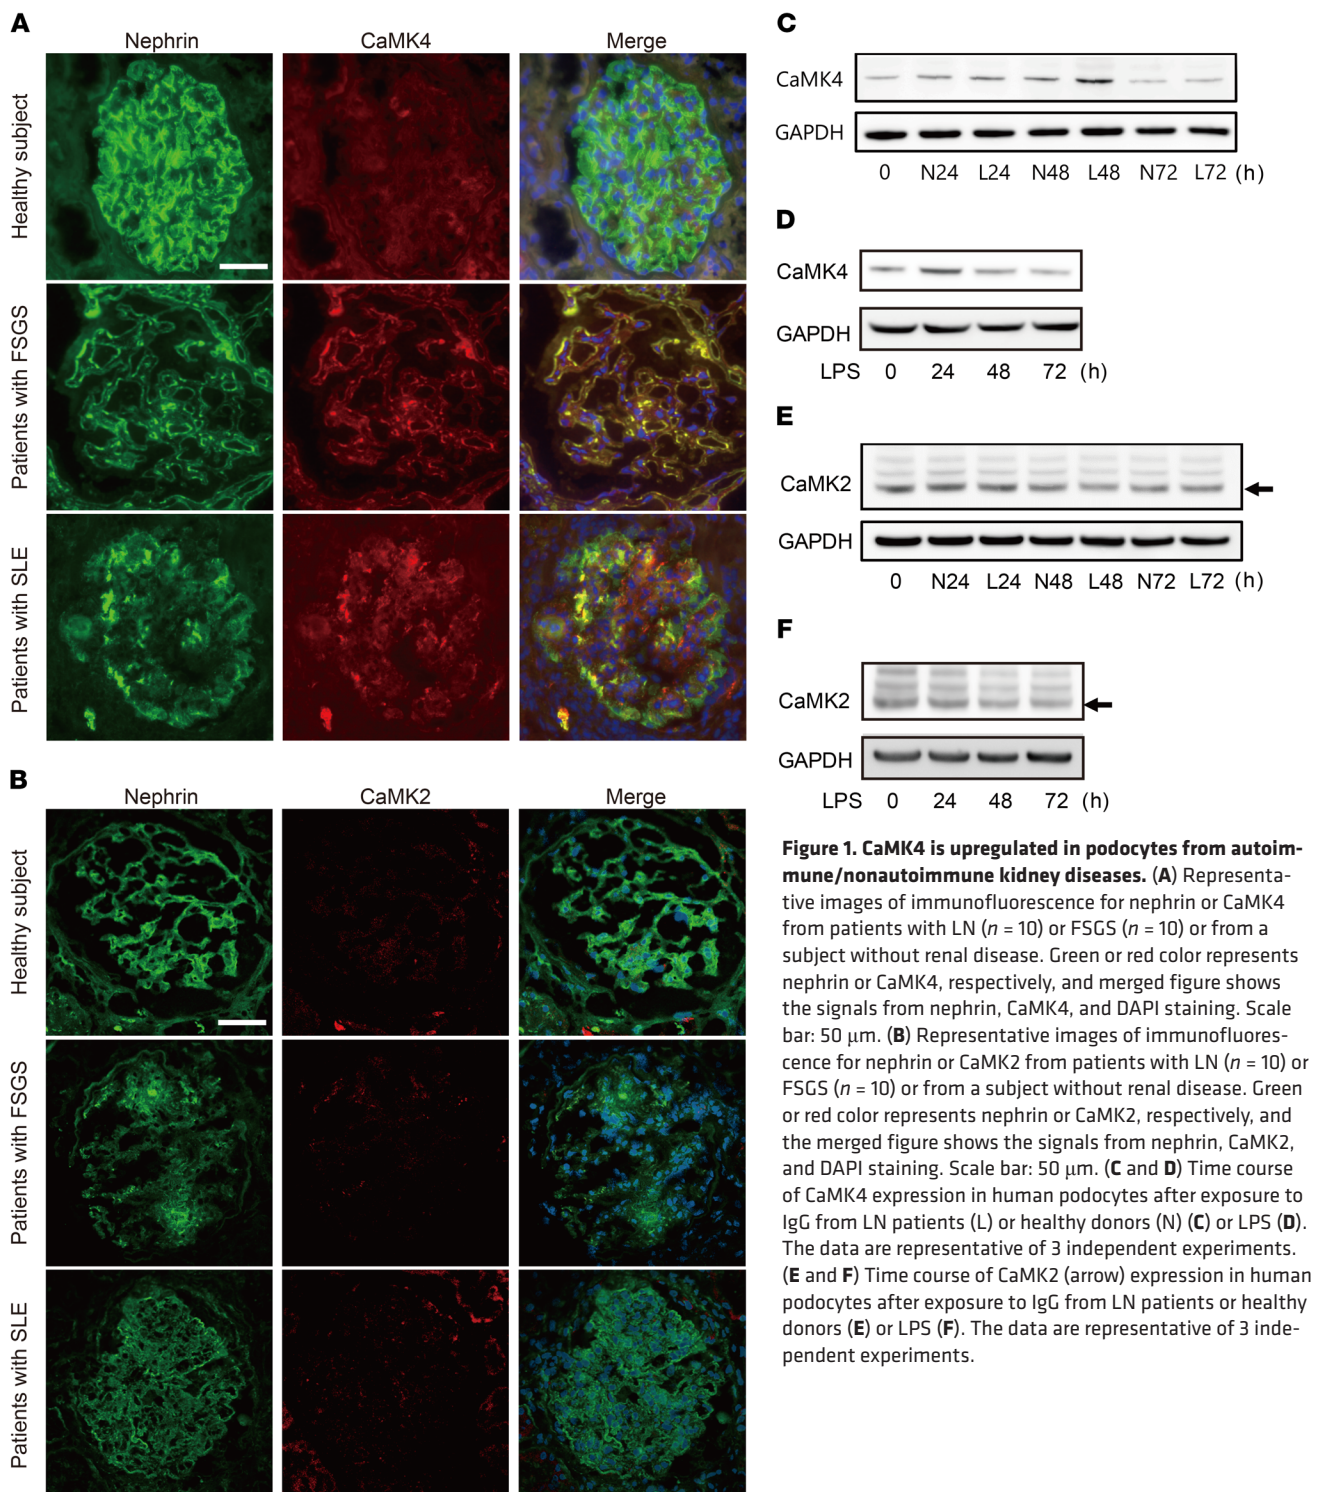 A
Nephrin CaMK4 Merge
Healthy subject
Patients with FSGS
Patients with SLE
B
Nephrin CaMK2 Merge
Healthy subject
Patients with FSGS
Patients with SLE
C
CaMK4
GAPDH
0 N24 L24 N48 L48 N72 L72 (h)
D
CaMK4
GAPDH
LPS 0 24 48 72 (h)
E
CaMK2
GAPDH
0 N24 L24 N48 L48 N72 L72 (h)
F
CaMK2
GAPDH
LPS 0 24 48 72 (h)
Figure 1. CaMK4 is upregulated in podocytes from autoim-
mune/nonautoimmune kidney diseases. (A) Representa-
tive images of immunofluorescence for nephrin or CaMK4
from patients with LN (n = 10) or FSGS (n = 10) or from a
subject without renal disease. Green or red color represents
nephrin or CaMK4, respectively, and merged figure shows
the signals from nephrin, CaMK4, and DAPI staining. Scale
bar: 50 μm. (B) Representative images of immunofluores-
cence for nephrin or CaMK2 from patients with LN (n = 10) or
FSGS (n = 10) or from a subject without renal disease. Green
or red color represents nephrin or CaMK2, respectively, and
the merged figure shows the signals from nephrin, CaMK2,
and DAPI staining. Scale bar: 50 μm. (C and D) Time course
of CaMK4 expression in human podocytes after exposure to
IgG from LN patients (L) or healthy donors (N) (C) or LPS (D).
The data are representative of 3 independent experiments.
(E and F) Time course of CaMK2 (arrow) expression in human
podocytes after exposure to IgG from LN patients or healthy
donors (E) or LPS (F). The data are representative of 3 inde-
pendent experiments.